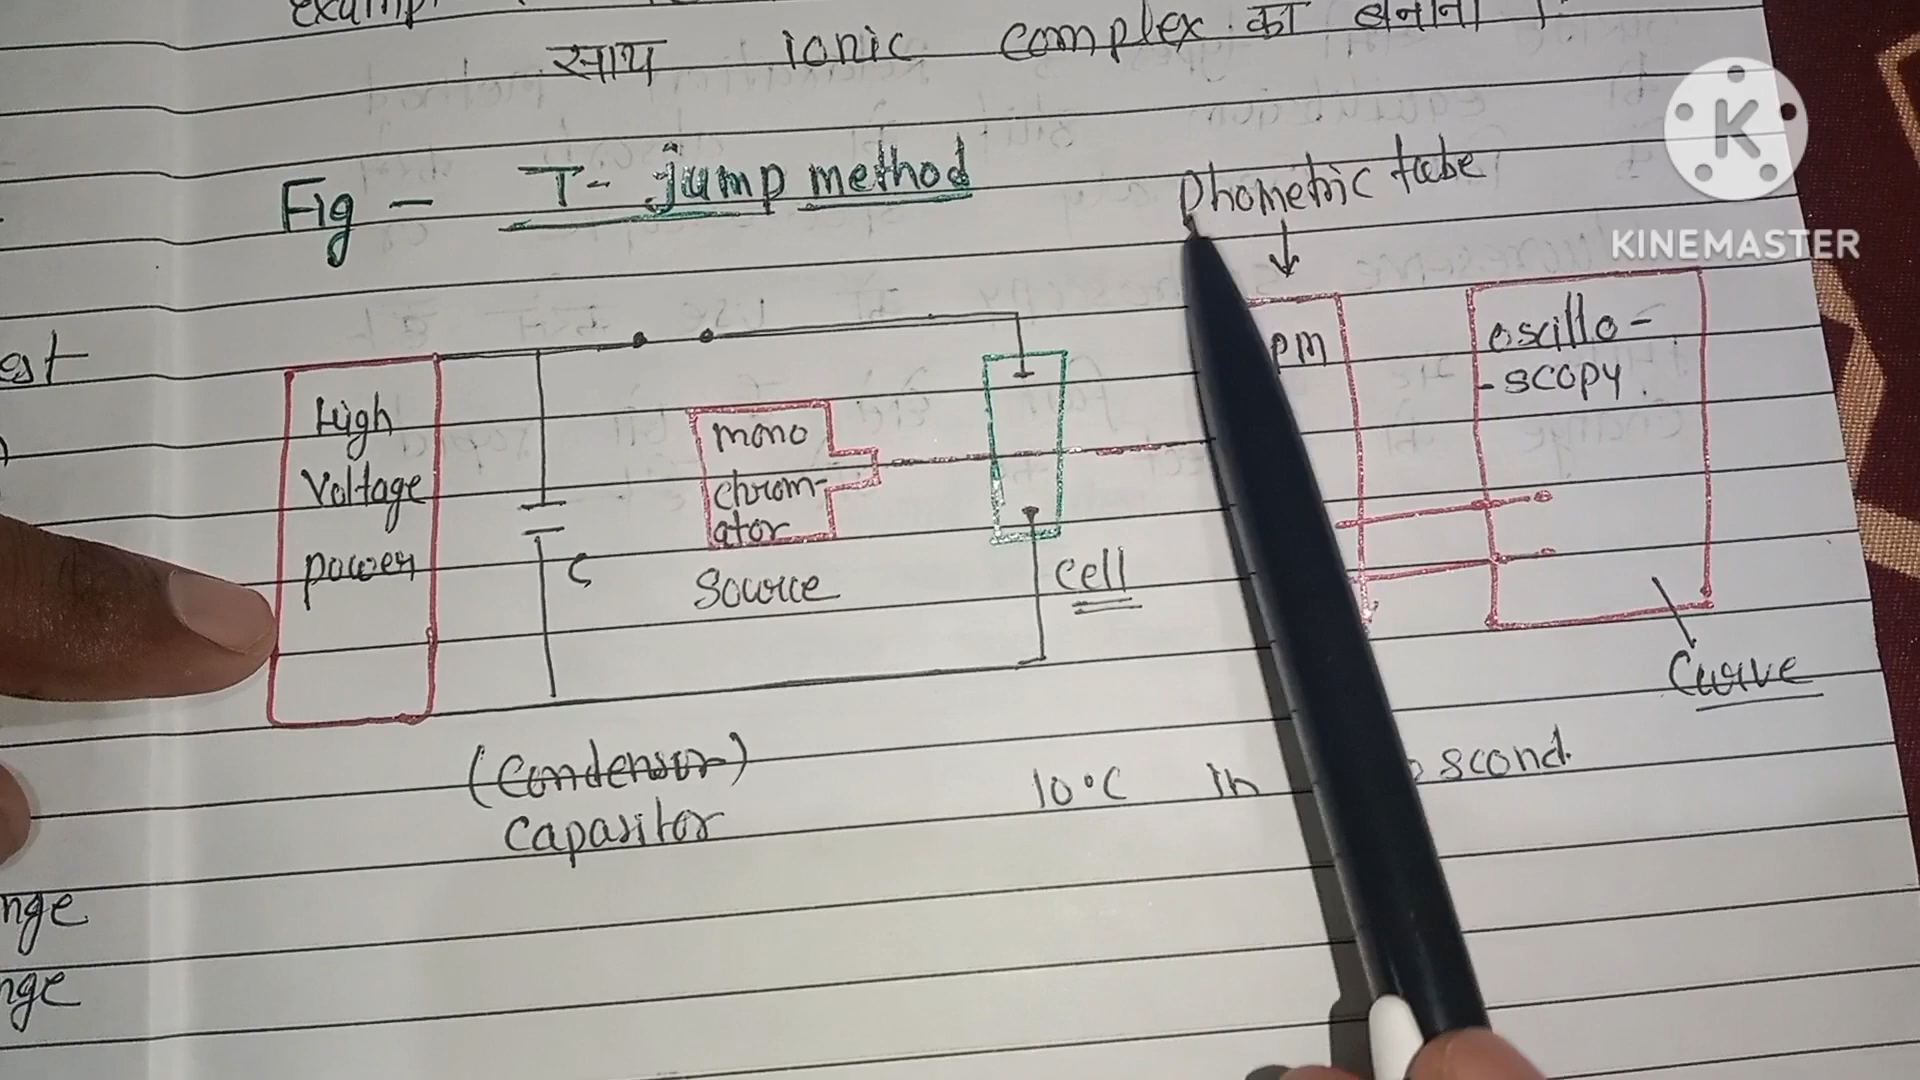 साथ ionic complex का बनाना ।
Fig - T- jump method
Phometric tube
KINEMASTER
High
Voltage
power
mono
chrom-
ator
Source
C
cell
PM
oscillo-
-scopy
Curve
(Condensor)
Capasitor
10°C in scond.
nge
nge